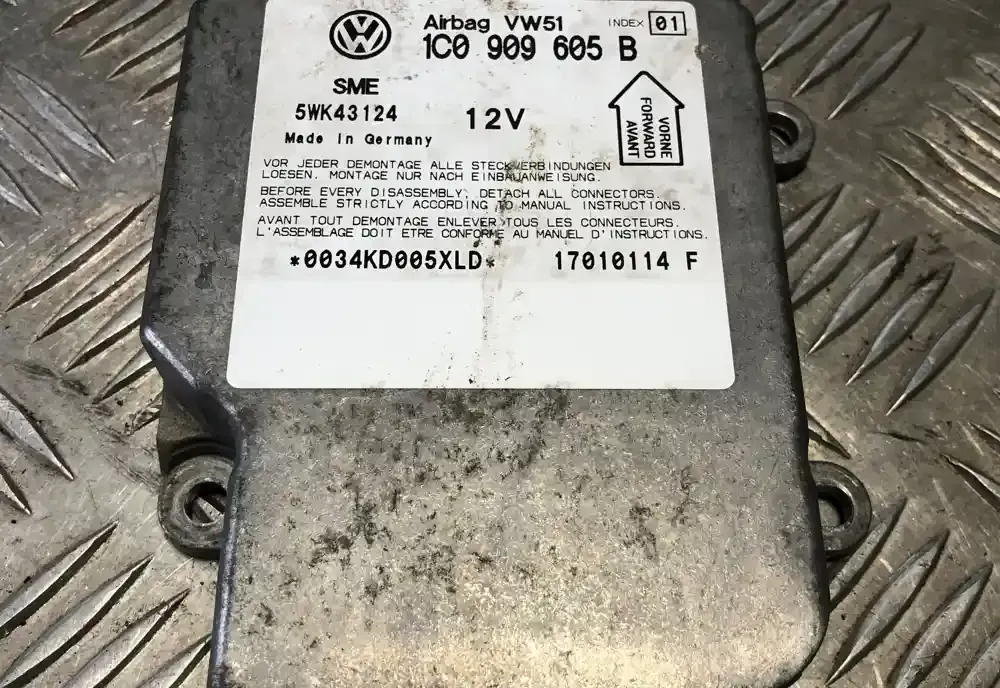 Airbag VW51 INDEX 01
1C0 909 605 B
SME
5WK43124 12V
Made in Germany
VORNE
FORWARD
AVANT
VOR JEDER DEMONTAGE ALLE STECKVERBINDUNGEN
LOESEN. MONTAGE NUR NACH EINBAUANWEISUNG.
BEFORE EVERY DISASSEMBLY, DETACH ALL CONNECTORS.
ASSEMBLE STRICTLY ACCORDING TO MANUAL INSTRUCTIONS.
AVANT TOUT DEMONTAGE ENLEVER TOUS LES CONNECTEURS.
L'ASSEMBLAGE DOIT ETRE CONFORME AU MANUEL D'INSTRUCTIONS.
*0034KD005XLD* 17010114 F